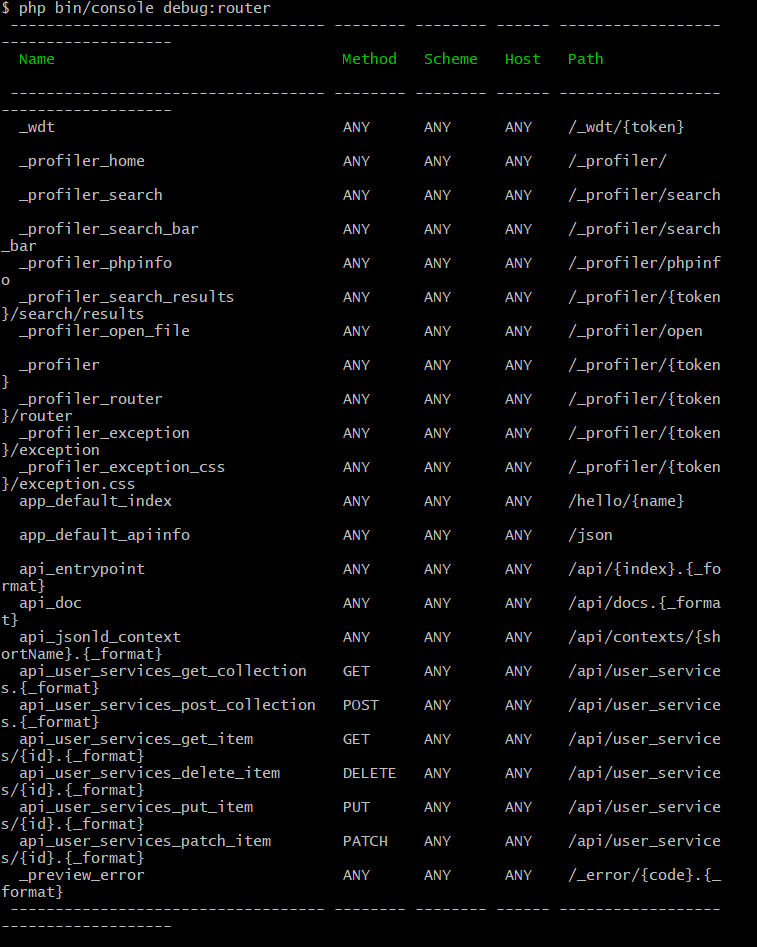 $ php bin/console debug:router
 ----------------------------------- -------- -------- ------ ------------------
-------------------
  Name                                Method   Scheme   Host   Path
 ----------------------------------- -------- -------- ------ ------------------
-------------------
  _wdt                                ANY      ANY      ANY    /_wdt/{token}
  _profiler_home                      ANY      ANY      ANY    /_profiler/
  _profiler_search                    ANY      ANY      ANY    /_profiler/search
  _profiler_search_bar                ANY      ANY      ANY    /_profiler/search
_bar
  _profiler_phpinfo                   ANY      ANY      ANY    /_profiler/phpinf
o
  _profiler_search_results            ANY      ANY      ANY    /_profiler/{token
}/search/results
  _profiler_open_file                 ANY      ANY      ANY    /_profiler/open
  _profiler                           ANY      ANY      ANY    /_profiler/{token
}
  _profiler_router                    ANY      ANY      ANY    /_profiler/{token
}/router
  _profiler_exception                 ANY      ANY      ANY    /_profiler/{token
}/exception
  _profiler_exception_css             ANY      ANY      ANY    /_profiler/{token
}/exception.css
  app_default_index                   ANY      ANY      ANY    /hello/{name}
  app_default_apiinfo                 ANY      ANY      ANY    /json
  api_entrypoint                      ANY      ANY      ANY    /api/{index}.{_fo
rmat}
  api_doc                             ANY      ANY      ANY    /api/docs.{_forma
t}
  api_jsonld_context                  ANY      ANY      ANY    /api/contexts/{sh
ortName}.{_format}
  api_user_services_get_collection    GET      ANY      ANY    /api/user_service
s.{_format}
  api_user_services_post_collection   POST     ANY      ANY    /api/user_service
s.{_format}
  api_user_services_get_item          GET      ANY      ANY    /api/user_service
s/{id}.{_format}
  api_user_services_delete_item       DELETE   ANY      ANY    /api/user_service
s/{id}.{_format}
  api_user_services_put_item          PUT      ANY      ANY    /api/user_service
s/{id}.{_format}
  api_user_services_patch_item        PATCH    ANY      ANY    /api/user_service
s/{id}.{_format}
  _preview_error                      ANY      ANY      ANY    /_error/{code}.{_
format}
 ----------------------------------- -------- -------- ------ ------------------
-------------------